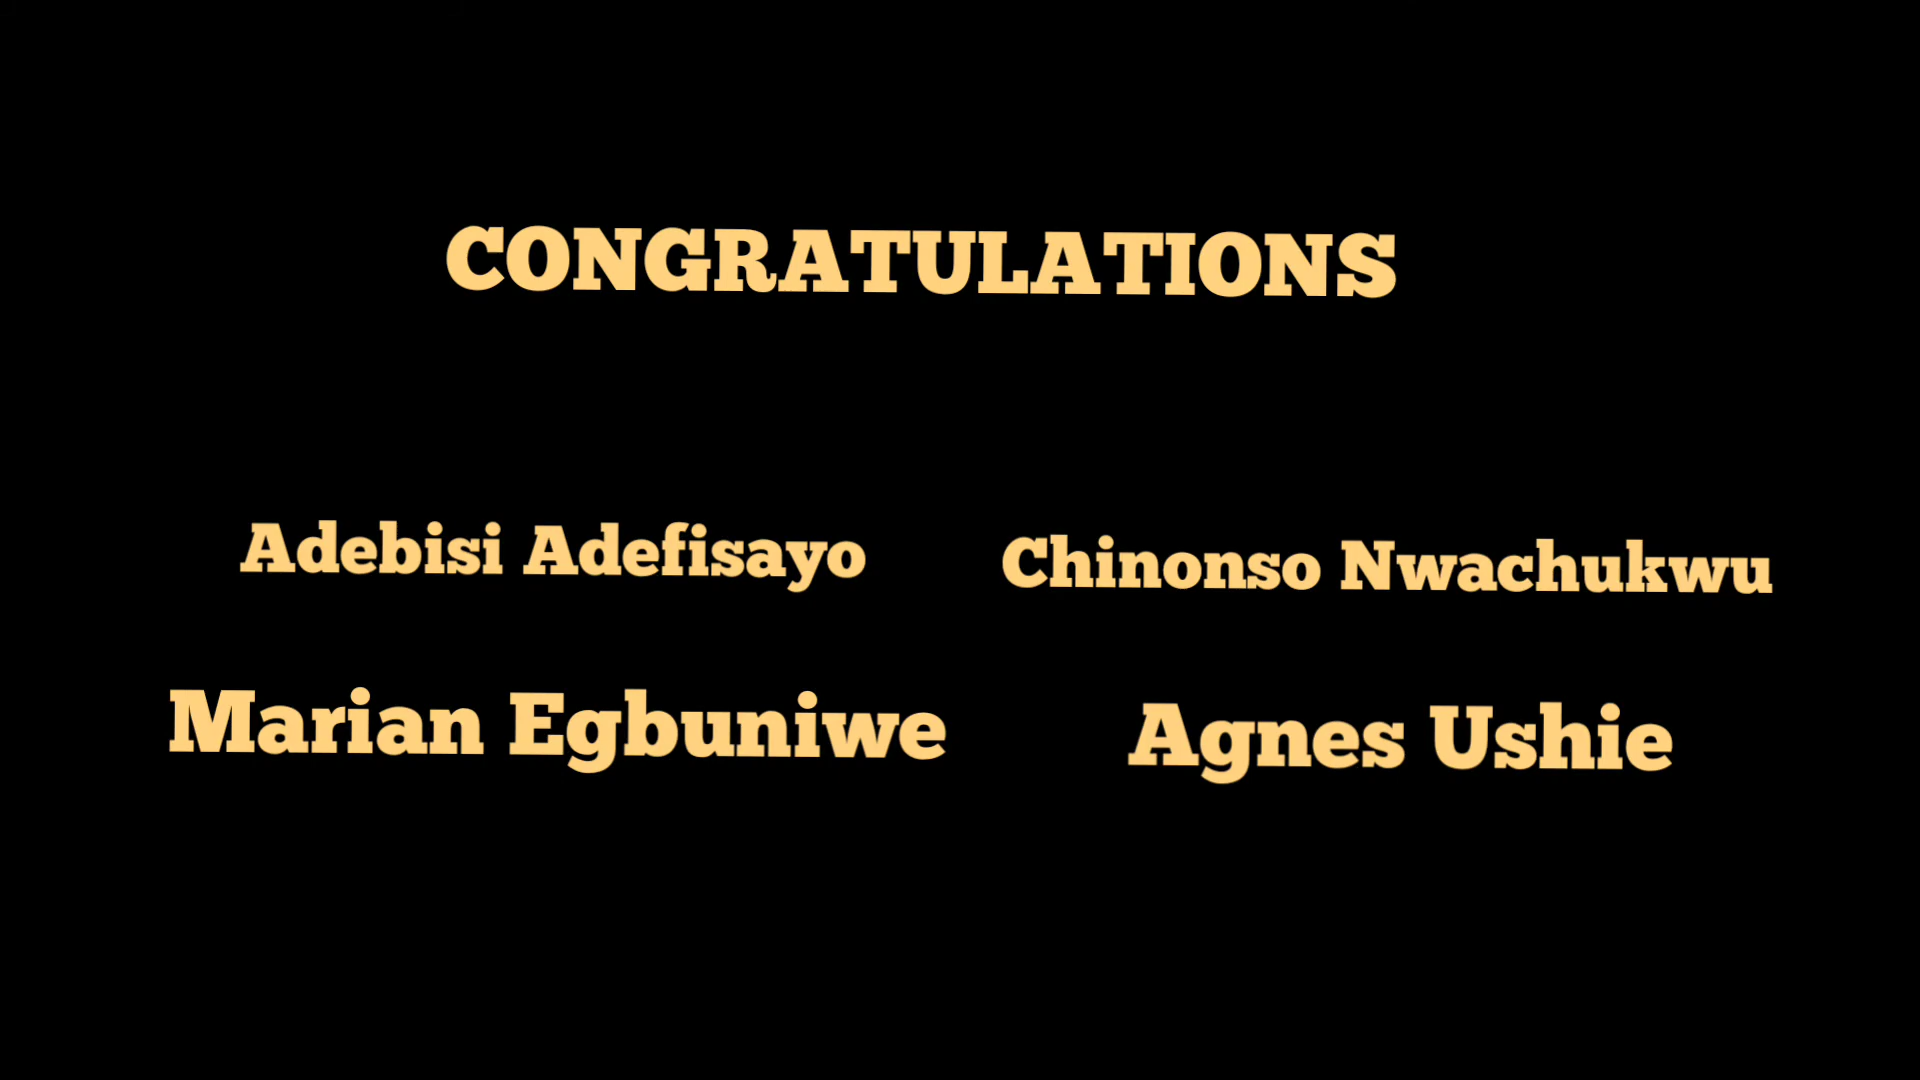 CONGRATULATIONS
Adebisi Adefisayo
Chinonso Nwachukwu
Marian Egbuniwe
Agnes Ushie